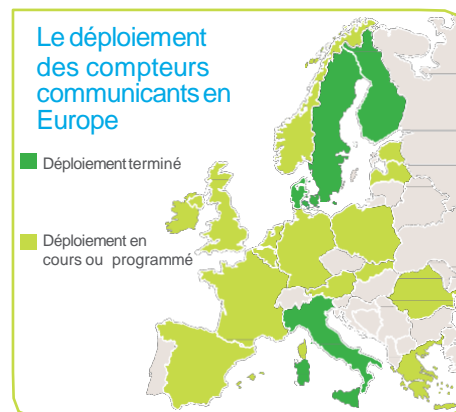 Le déploiement
des compteurs
communicants en
Europe
Déploiement terminé
Déploiement en
cours ou programmé